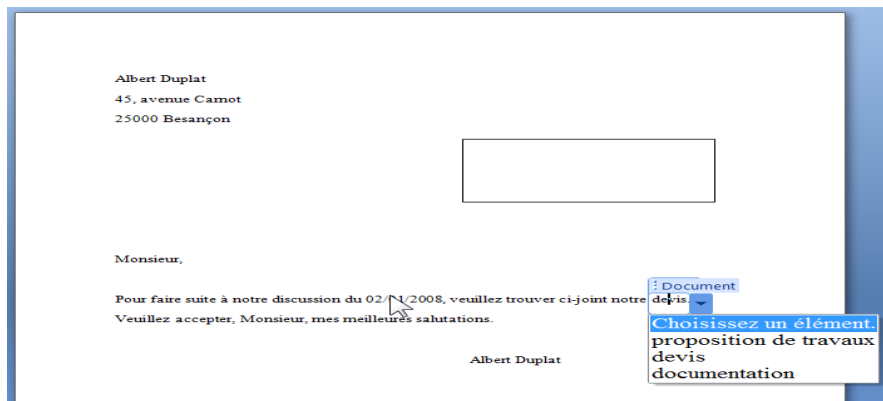 Albert Duplat
45, avenue Carnot
25000 Besançon
Monsieur,
Document
Pour faire suite à notre discussion du 02/01/2008, veuillez trouver ci-joint notre devis.
Veuillez accepter, Monsieur, mes meilleures salutations.
Choisissez un élément.
proposition de travaux
devis
documentation
Albert Duplat